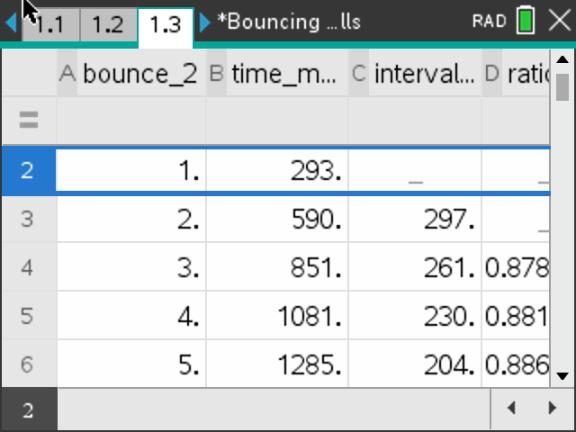 1.1 1.2 1.3 *Bouncing ...lls RAD
A bounce_2 B time_m... C interval... D ratio
=
2 1. 293. _ _
3 2. 590. 297. _
4 3. 851. 261. 0.878
5 4. 1081. 230. 0.881
6 5. 1285. 204. 0.886
2